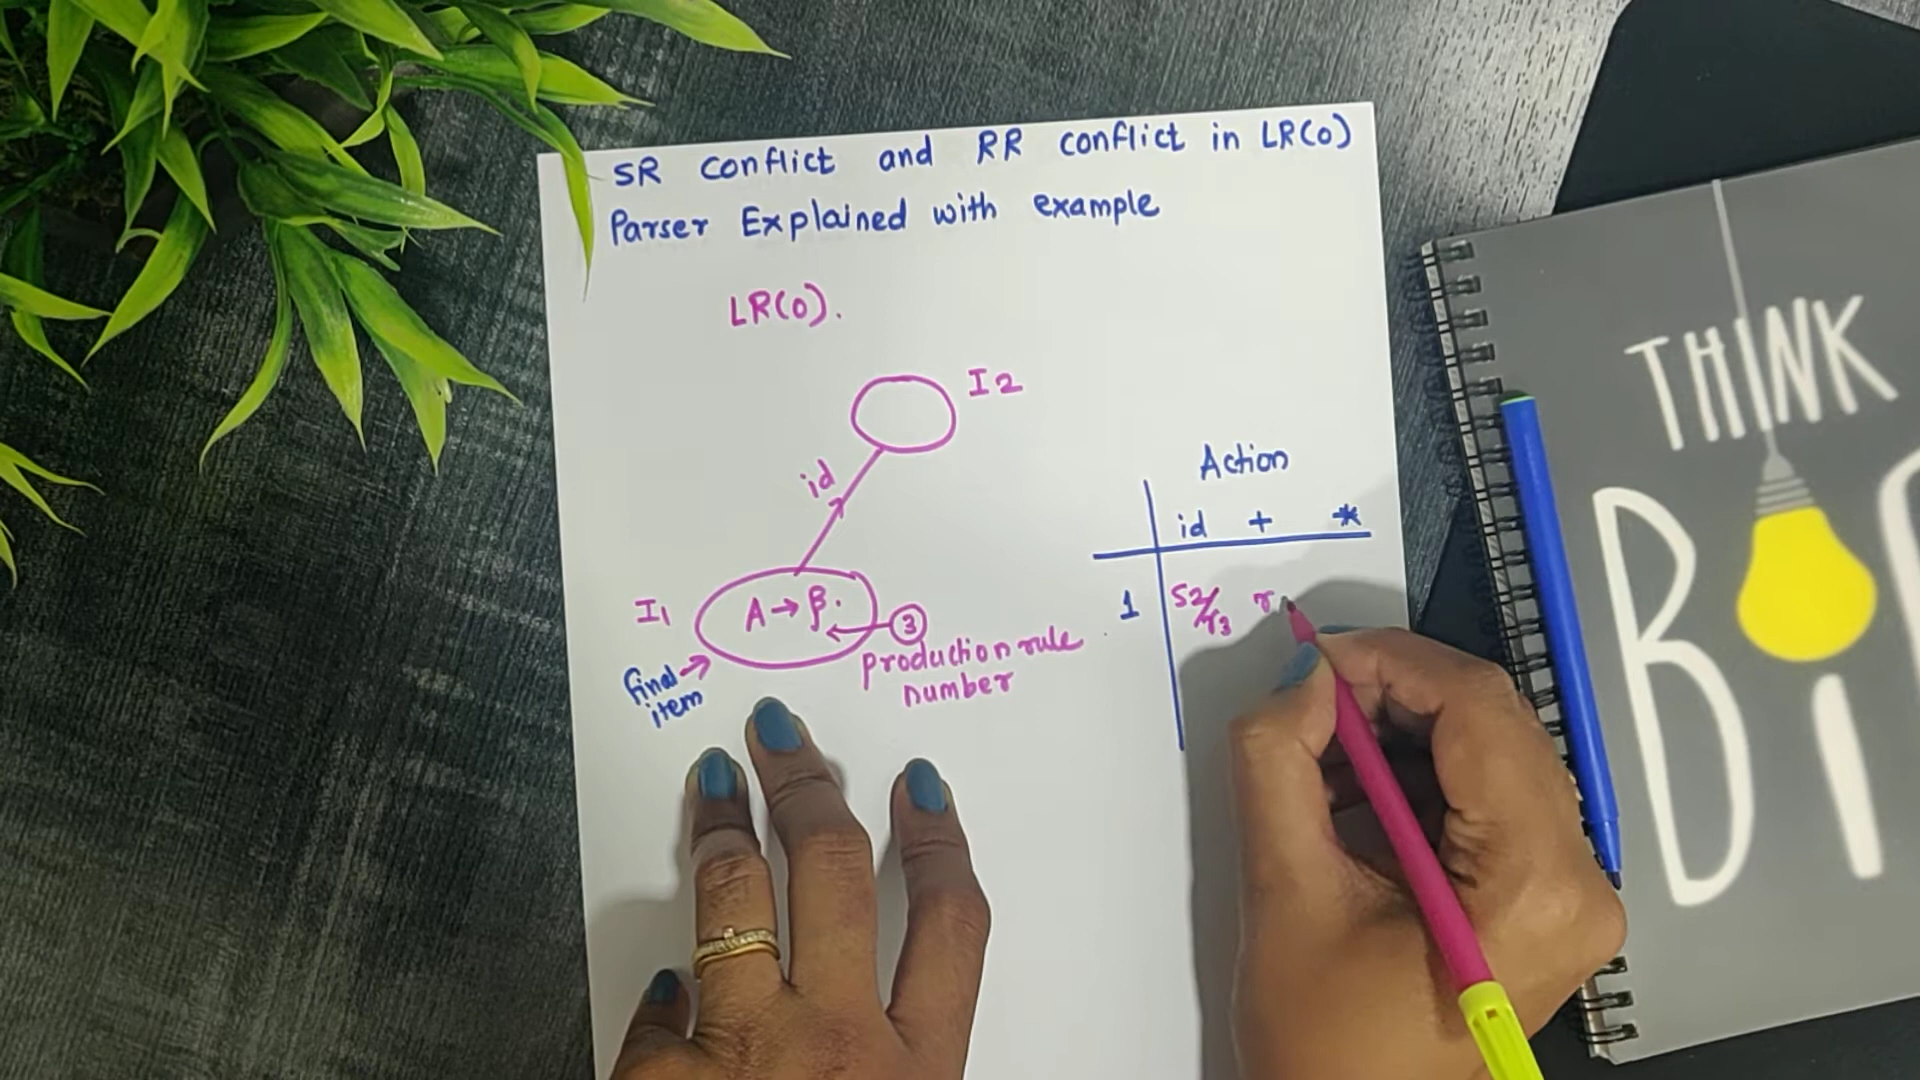 SR conflict and RR conflict in LR(0)
Parser Explained with example
LR(0).
I2
id
Action
id + *
I1 A→β. 3
1 S2/r3 r
production rule
number
final
item
THINK